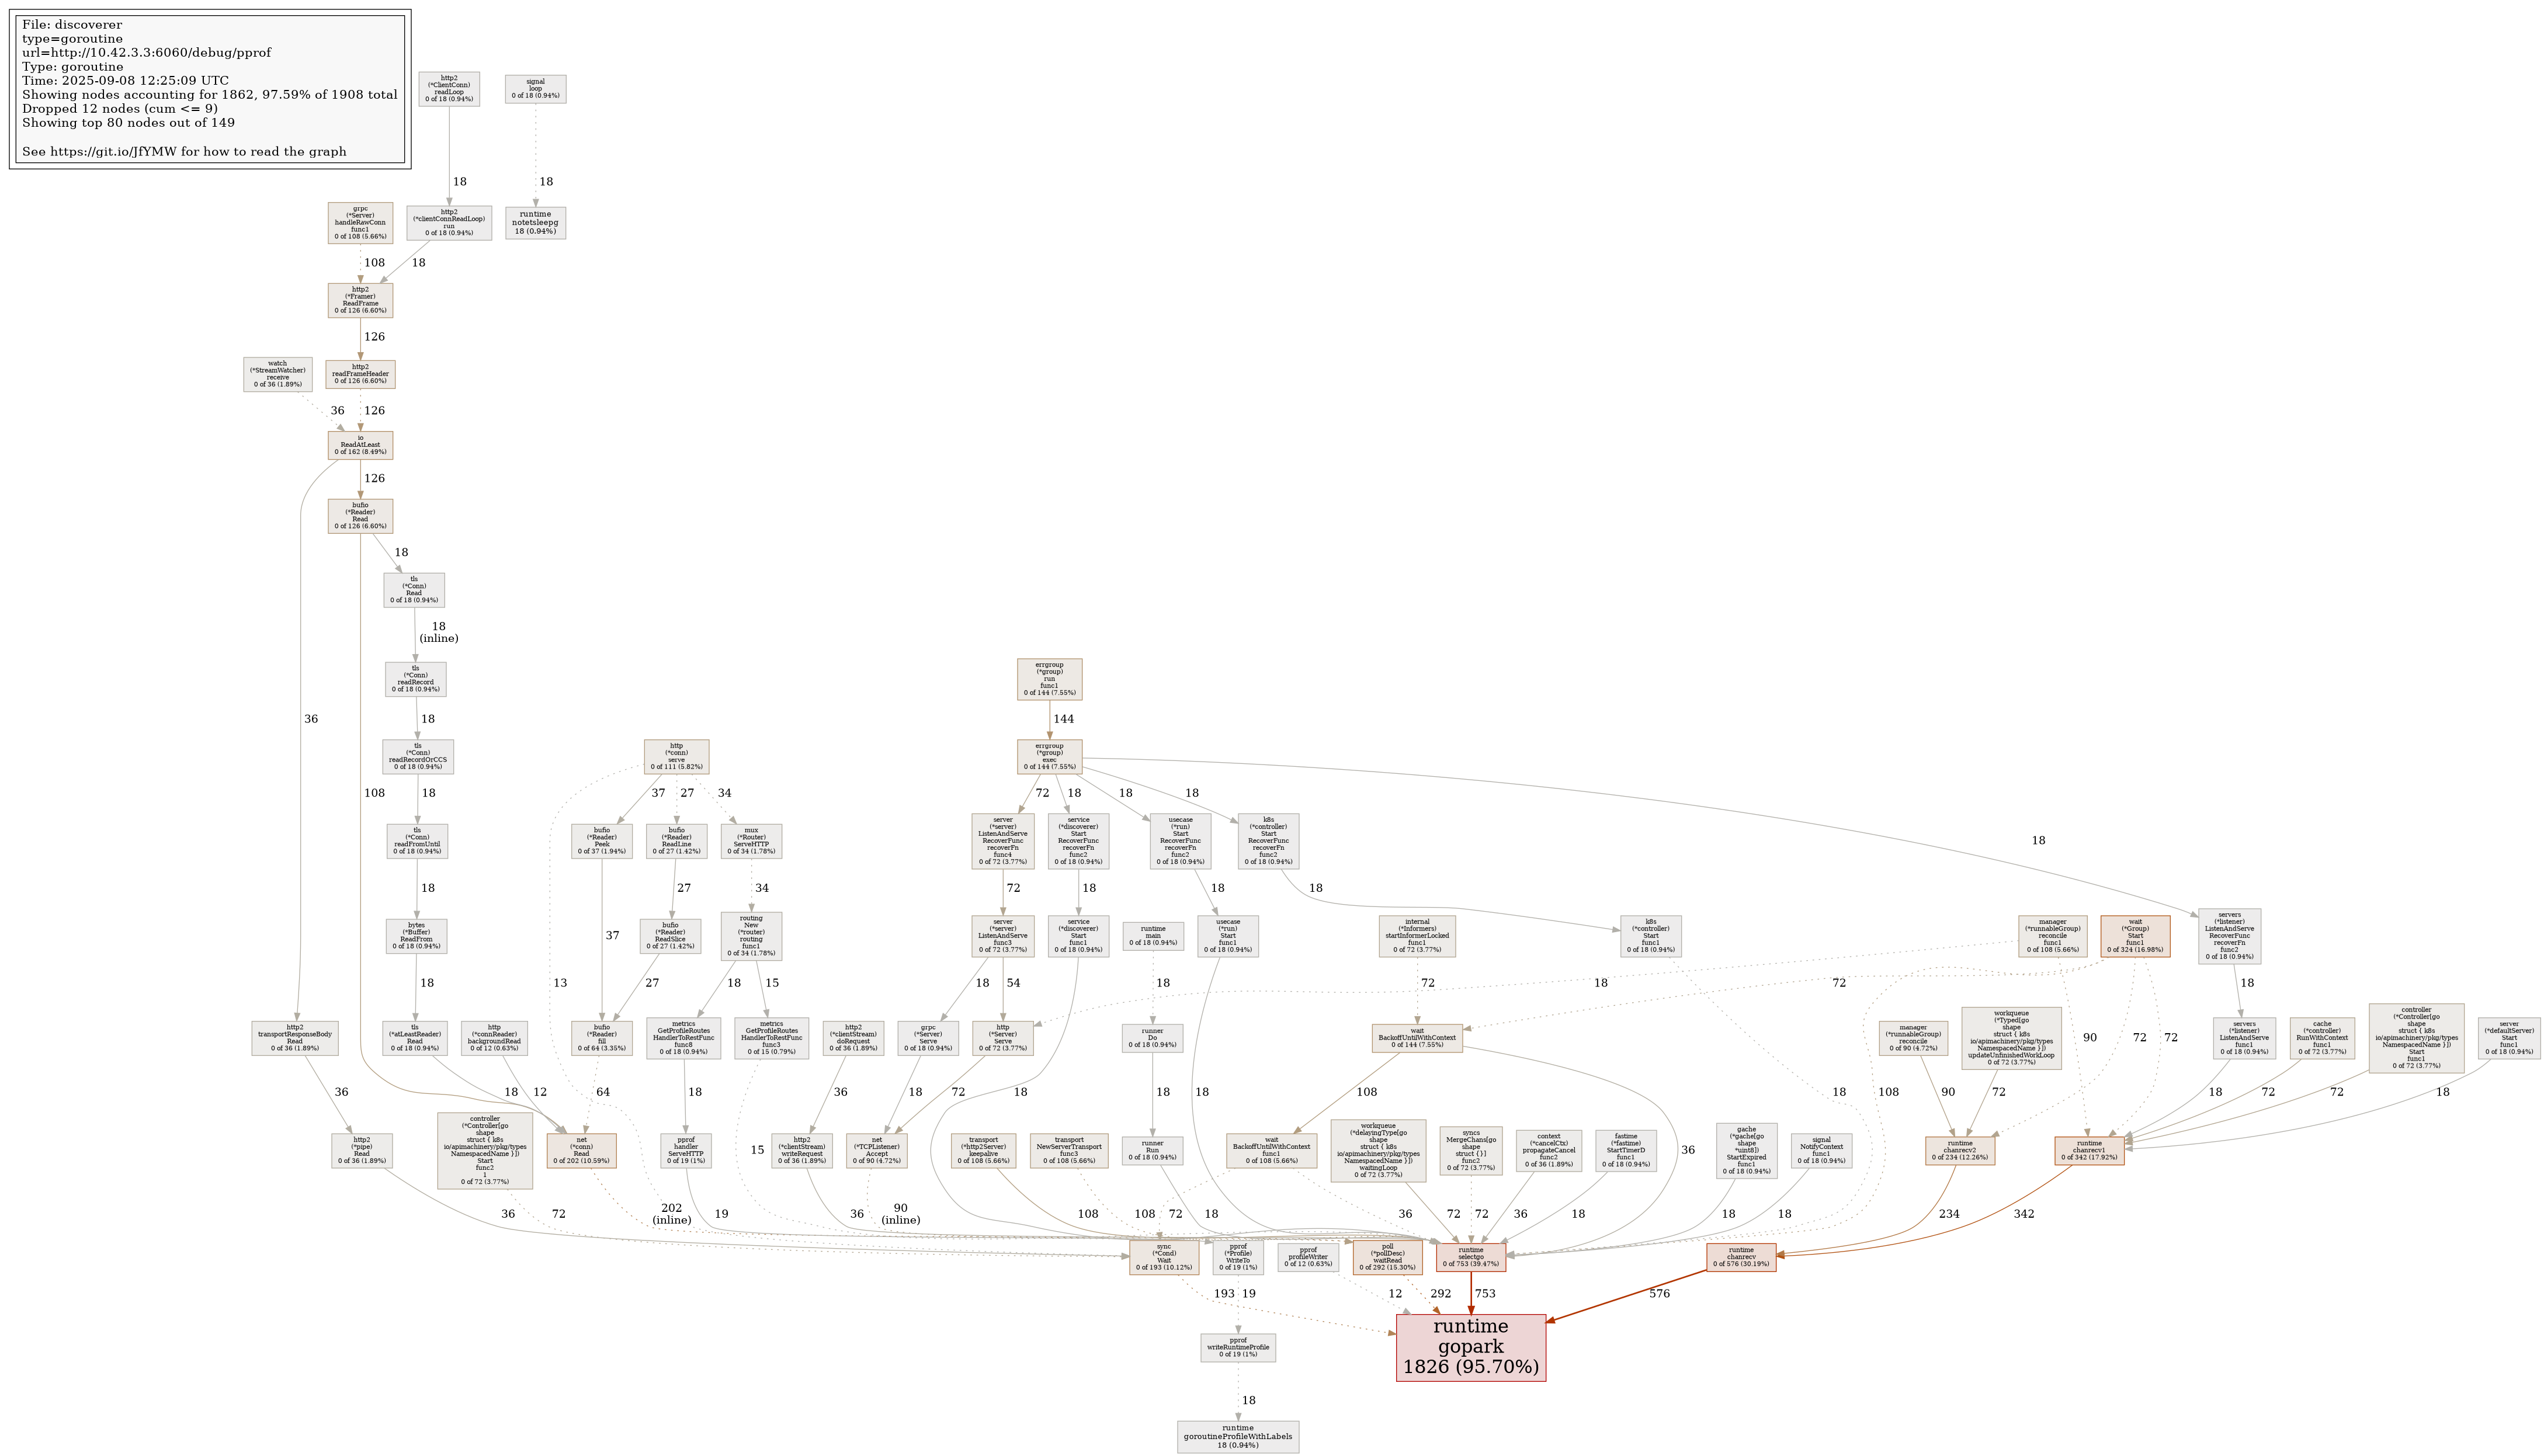 File: discoverer
type=goroutine
url=http://10.42.3.3:6060/debug/pprof
Type: goroutine
Time: 2025-09-08 12:25:09 UTC
Showing nodes accounting for 1862, 97.59% of 1908 total
Dropped 12 nodes (cum <= 9)
Showing top 80 nodes out of 149
See https://git.io/JfYMW for how to read the graph
http2
(*ClientConn)
readLoop
0 of 18 (0.94%)
signal
loop
0 of 18 (0.94%)
18
18
grpc
(*Server)
handleRawConn
func1
0 of 108 (5.66%)
http2
(*clientConnReadLoop)
run
0 of 18 (0.94%)
runtime
notetsleepg
18 (0.94%)
108
18
http2
(*Framer)
ReadFrame
0 of 126 (6.60%)
126
watch
(*StreamWatcher)
receive
0 of 36 (1.89%)
http2
readFrameHeader
0 of 126 (6.60%)
36
126
io
ReadAtLeast
0 of 162 (8.49%)
126
bufio
(*Reader)
Read
0 of 126 (6.60%)
18
tls
(*Conn)
Read
0 of 18 (0.94%)
18
(inline)
tls
(*Conn)
readRecord
0 of 18 (0.94%)
errgroup
(*group)
run
func1
0 of 144 (7.55%)
36
18
144
tls
(*Conn)
readRecordOrCCS
0 of 18 (0.94%)
http
(*conn)
serve
0 of 111 (5.82%)
errgroup
(*group)
exec
0 of 144 (7.55%)
108
18
37
27
34
72
18
18
18
18
tls
(*Conn)
readFromUntil
0 of 18 (0.94%)
bufio
(*Reader)
Peek
0 of 37 (1.94%)
bufio
(*Reader)
ReadLine
0 of 27 (1.42%)
mux
(*Router)
ServeHTTP
0 of 34 (1.78%)
server
(*server)
ListenAndServe
RecoverFunc
recoverFn
func4
0 of 72 (3.77%)
service
(*discoverer)
Start
RecoverFunc
recoverFn
func2
0 of 18 (0.94%)
usecase
(*run)
Start
RecoverFunc
recoverFn
func2
0 of 18 (0.94%)
k8s
(*controller)
Start
RecoverFunc
recoverFn
func2
0 of 18 (0.94%)
18
27
34
72
18
18
18
bytes
(*Buffer)
ReadFrom
0 of 18 (0.94%)
37
bufio
(*Reader)
ReadSlice
0 of 27 (1.42%)
routing
New
(*router)
routing
func1
0 of 34 (1.78%)
server
(*server)
ListenAndServe
func3
0 of 72 (3.77%)
service
(*discoverer)
Start
func1
0 of 18 (0.94%)
runtime
main
0 of 18 (0.94%)
usecase
(*run)
Start
func1
0 of 18 (0.94%)
internal
(*Informers)
startInformerLocked
func1
0 of 72 (3.77%)
k8s
(*controller)
Start
func1
0 of 18 (0.94%)
manager
(*runnableGroup)
reconcile
func1
0 of 108 (5.66%)
wait
(*Group)
Start
func1
0 of 324 (16.98%)
servers
(*listener)
ListenAndServe
RecoverFunc
recoverFn
func2
0 of 18 (0.94%)
18
13
27
18
15
18
54
18
72
18
72
18
http2
transportResponseBody
Read
0 of 36 (1.89%)
tls
(*atLeastReader)
Read
0 of 18 (0.94%)
http
(*connReader)
backgroundRead
0 of 12 (0.63%)
bufio
(*Reader)
fill
0 of 64 (3.35%)
metrics
GetProfileRoutes
HandlerToRestFunc
func8
0 of 18 (0.94%)
metrics
GetProfileRoutes
HandlerToRestFunc
func3
0 of 15 (0.79%)
http2
(*clientStream)
doRequest
0 of 36 (1.89%)
grpc
(*Server)
Serve
0 of 18 (0.94%)
http
(*Server)
Serve
0 of 72 (3.77%)
runner
Do
0 of 18 (0.94%)
wait
BackoffUntilWithContext
0 of 144 (7.55%)
manager
(*runnableGroup)
reconcile
0 of 90 (4.72%)
workqueue
(*Typed[go
shape
struct { k8s
io/apimachinery/pkg/types
NamespacedName }])
updateUnfinishedWorkLoop
0 of 72 (3.77%)
90
72
72
servers
(*listener)
ListenAndServe
func1
0 of 18 (0.94%)
cache
(*controller)
RunWithContext
func1
0 of 72 (3.77%)
controller
(*Controller[go
shape
struct { k8s
io/apimachinery/pkg/types
NamespacedName }])
Start
func1
0 of 72 (3.77%)
server
(*defaultServer)
Start
func1
0 of 18 (0.94%)
36
18
12
64
18
36
18
72
18
18
18
108
18
108
90
72
18
72
72
18
http2
(*pipe)
Read
0 of 36 (1.89%)
controller
(*Controller[go
shape
struct { k8s
io/apimachinery/pkg/types
NamespacedName }])
Start
func2
1
0 of 72 (3.77%)
net
(*conn)
Read
0 of 202 (10.59%)
pprof
handler
ServeHTTP
0 of 19 (1%)
15
http2
(*clientStream)
writeRequest
0 of 36 (1.89%)
net
(*TCPListener)
Accept
0 of 90 (4.72%)
transport
(*http2Server)
keepalive
0 of 108 (5.66%)
transport
NewServerTransport
func3
0 of 108 (5.66%)
runner
Run
0 of 18 (0.94%)
wait
BackoffUntilWithContext
func1
0 of 108 (5.66%)
workqueue
(*delayingType[go
shape
struct { k8s
io/apimachinery/pkg/types
NamespacedName }])
waitingLoop
0 of 72 (3.77%)
syncs
MergeChans[go
shape
struct {}]
func2
0 of 72 (3.77%)
context
(*cancelCtx)
propagateCancel
func2
0 of 36 (1.89%)
fastime
(*fastime)
StartTimerD
func1
0 of 18 (0.94%)
36
gache
(*gache[go
shape
*uint8])
StartExpired
func1
0 of 18 (0.94%)
signal
NotifyContext
func1
0 of 18 (0.94%)
runtime
chanrecv2
0 of 234 (12.26%)
runtime
chanrecv1
0 of 342 (17.92%)
36
72
202
(inline)
19
36
90
(inline)
108
108
72
18
36
72
72
36
18
18
18
234
342
sync
(*Cond)
Wait
0 of 193 (10.12%)
pprof
(*Profile)
WriteTo
0 of 19 (1%)
pprof
profileWriter
0 of 12 (0.63%)
poll
(*pollDesc)
waitRead
0 of 292 (15.30%)
runtime
selectgo
0 of 753 (39.47%)
runtime
chanrecv
0 of 576 (30.19%)
193
19
12
292
753
576
pprof
writeRuntimeProfile
0 of 19 (1%)
runtime
gopark
1826 (95.70%)
18
runtime
goroutineProfileWithLabels
18 (0.94%)